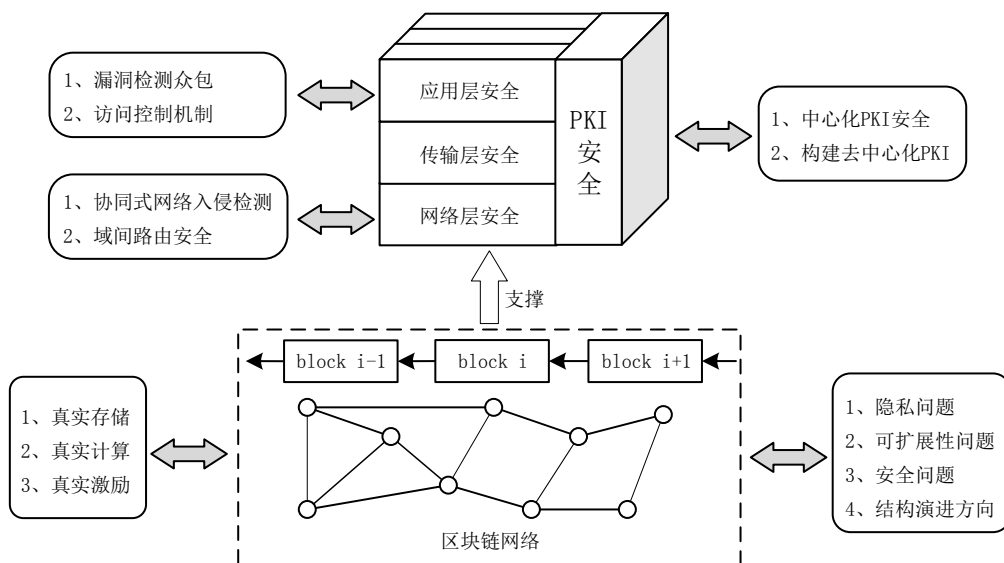 1、漏洞检测众包
2、访问控制机制
应用层安全
传输层安全
网络层安全
PKI
安
全
1、中心化PKI安全
2、构建去中心化PKI
1、协同式网络入侵检测
2、域间路由安全
支撑
block i-1
block i
block i+1
1、真实存储
2、真实计算
3、真实激励
1、隐私问题
2、可扩展性问题
3、安全问题
4、结构演进方向
区块链网络